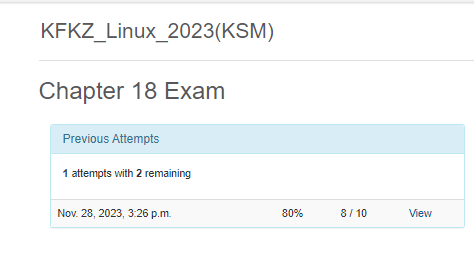 KFKZ_Linux_2023(KSM)
Chapter 18 Exam
Previous Attempts
1 attempts with 2 remaining
Nov. 28, 2023, 3:26 p.m. 80% 8 / 10 View